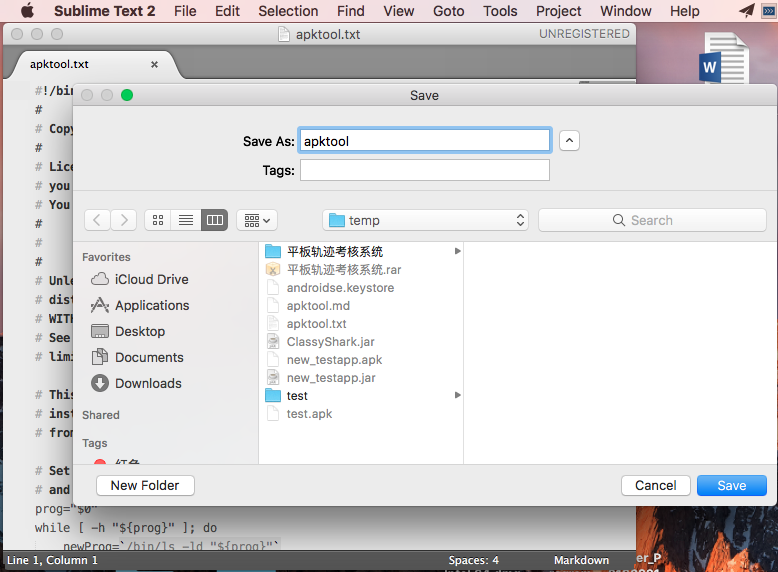 Sublime Text 2 File Edit Selection Find View Goto Tools Project Window Help
apktool.txt UNREGISTERED
apktool.txt ×
W
#!/bin
Save
#
# Copy
Save As: apktool
#
# Lice
Tags:
# you
# You
#
temp Search
#
#
Favorites
iCloud Drive
Applications
Desktop
Documents
Downloads
Shared
Tags
平板轨迹考核系统
平板轨迹考核系统.rar
androidse.keystore
apktool.md
apktool.txt
ClassyShark.jar
new_testapp.apk
new_testapp.jar
test
test.apk
# Unle
# dist
# WITH
# See
# limi
# This
# inst
# from
New Folder Cancel Save
# Set
# and
prog="$0"
while [ -h "${prog}" ]; do
newProg=`/bin/ls -ld "${prog}"`
Line 1, Column 1 Spaces: 4 Markdown
er_P